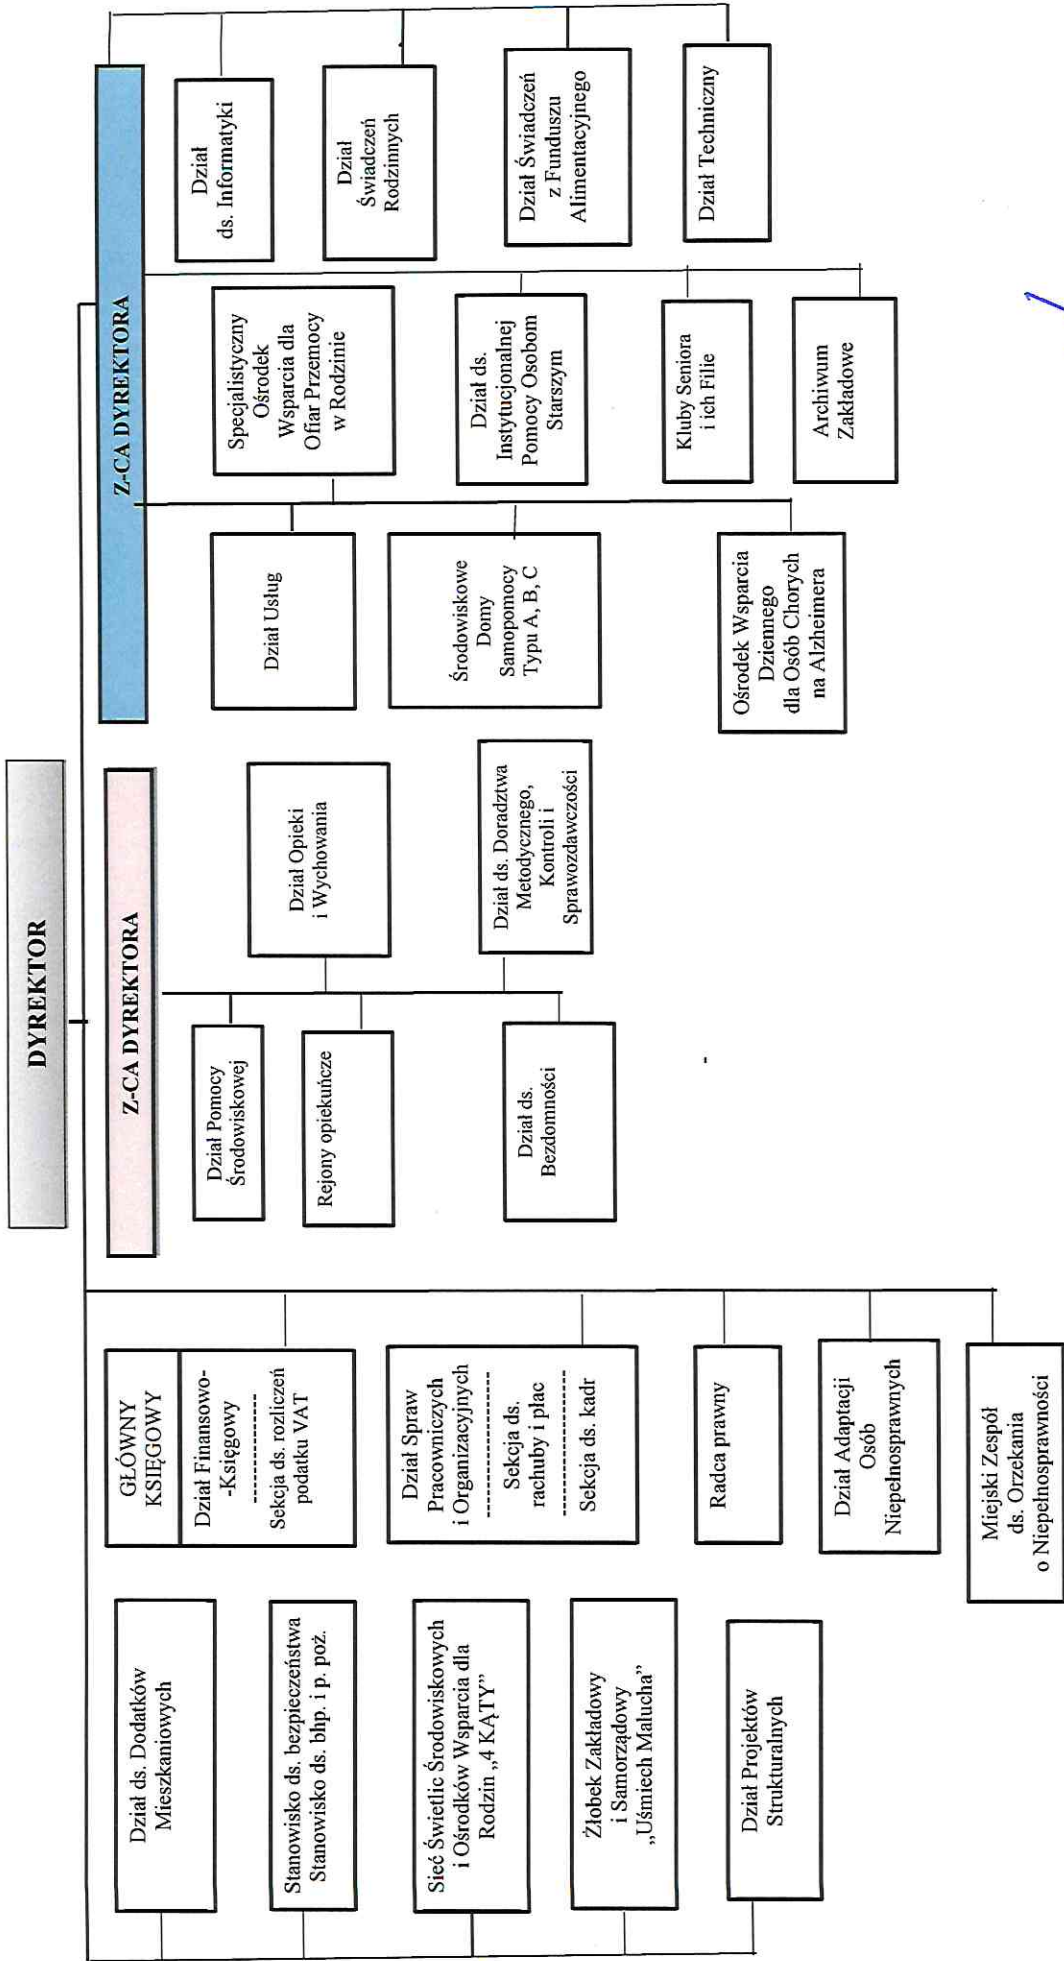 DYREKTOR
Z-CA DYREKTORA
Z-CA DYREKTORA
Dział ds. Dodatków
Mieszkaniowych
Stanowisko ds. bezpieczeństwa
Stanowisko ds. bhp. i p. poż.
Sieć Świetlic Środowiskowych
i Ośrodków Wsparcia dla
Rodzin „4 KĄTY”
Żłobek Zakładowy
i Samorządowy
„Uśmiech Malucha”
Dział Projektów
Strukturalnych
GŁÓWNY
KSIĘGOWY
Dział Finansowo-
-Księgowy
------------
Sekcja ds. rozliczeń
podatku VAT
Dział Spraw
Pracowniczych
i Organizacyjnych
------------------
Sekcja ds.
rachuby i płac
------------------
Sekcja ds. kadr
Radca prawny
Dział Adaptacji
Osób
Niepełnosprawnych
Miejski Zespół
ds. Orzekania
o Niepełnosprawności
Dział Pomocy
Środowiskowej
Rejony opiekuńcze
Dział ds.
Bezdomności
Dział Opieki
i Wychowania
Dział ds. Doradztwa
Metodycznego,
Kontroli i
Sprawozdawczości
Dział Usług
Środowiskowe
Domy
Samopomocy
Typu A, B, C
Ośrodek Wsparcia
Dziennego
dla Osób Chorych
na Alzheimera
Specjalistyczny
Ośrodek
Wsparcia dla
Ofiar Przemocy
w Rodzinie
Dział ds.
Instytucjonalnej
Pomocy Osobom
Starszym
Kluby Seniora
i ich Filie
Archiwum
Zakładowe
Dział
ds. Informatyki
Dział
Świadczeń
Rodzinnych
Dział Świadczeń
z Funduszu
Alimentacyjnego
Dział Techniczny